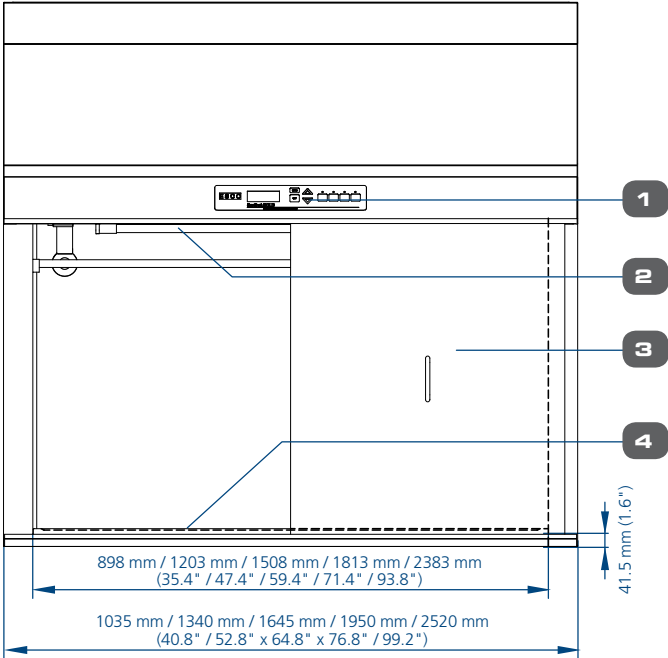 ESCO
1
2
3
4
41.5 mm (1.6")
898 mm / 1203 mm / 1508 mm / 1813 mm / 2383 mm
(35.4" / 47.4" / 59.4" / 71.4" / 93.8")
1035 mm / 1340 mm / 1645 mm / 1950 mm / 2520 mm
(40.8" / 52.8" x 64.8" x 76.8" / 99.2")